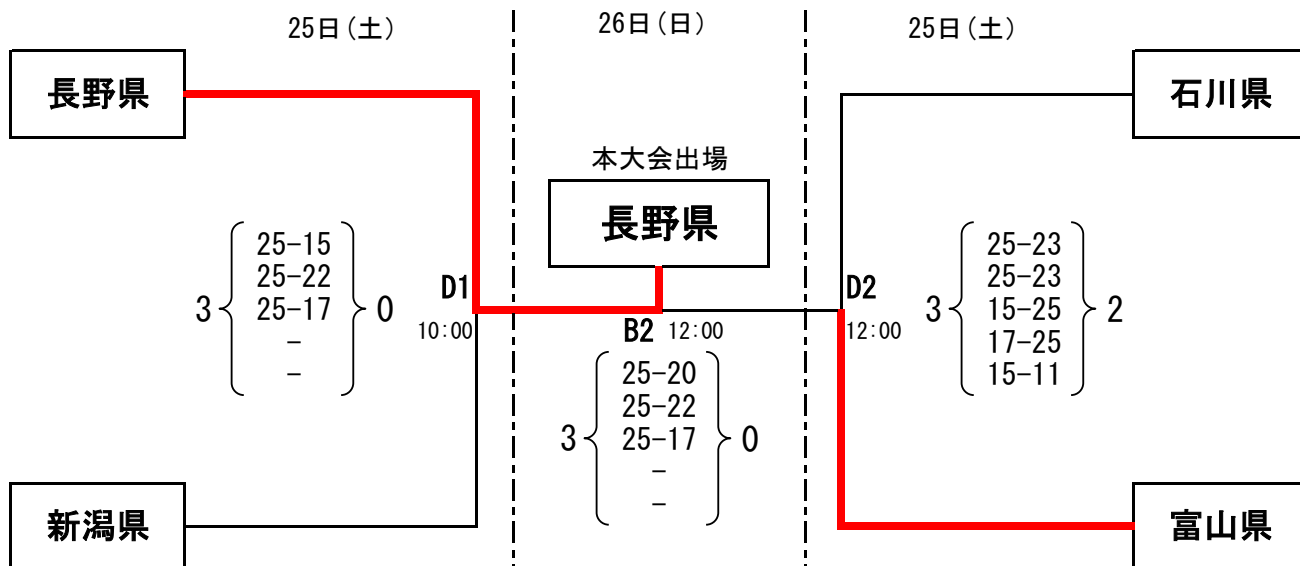 25日(土)
26日(日)
25日(土)
長野県
石川県
本大会出場
長野県
3
25-15
25-22
25-17
-
-
0
D1
10:00
B2 12:00
3
25-20
25-22
25-17
-
-
0
D2
12:00
3
25-23
25-23
15-25
17-25
15-11
2
新潟県
富山県